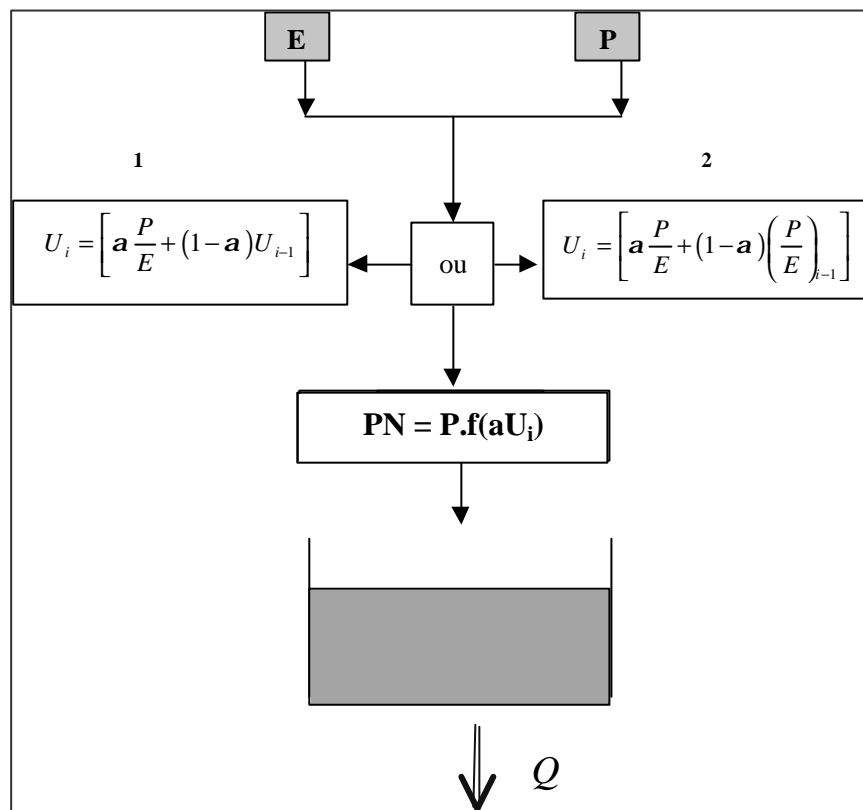 E P
1 2
U_i = [a P/E + (1 − a) U_{i−1}]
ou
U_i = [a P/E + (1 − a) (P/E)_{i−1}]
PN = P.f(aU_i)
Q